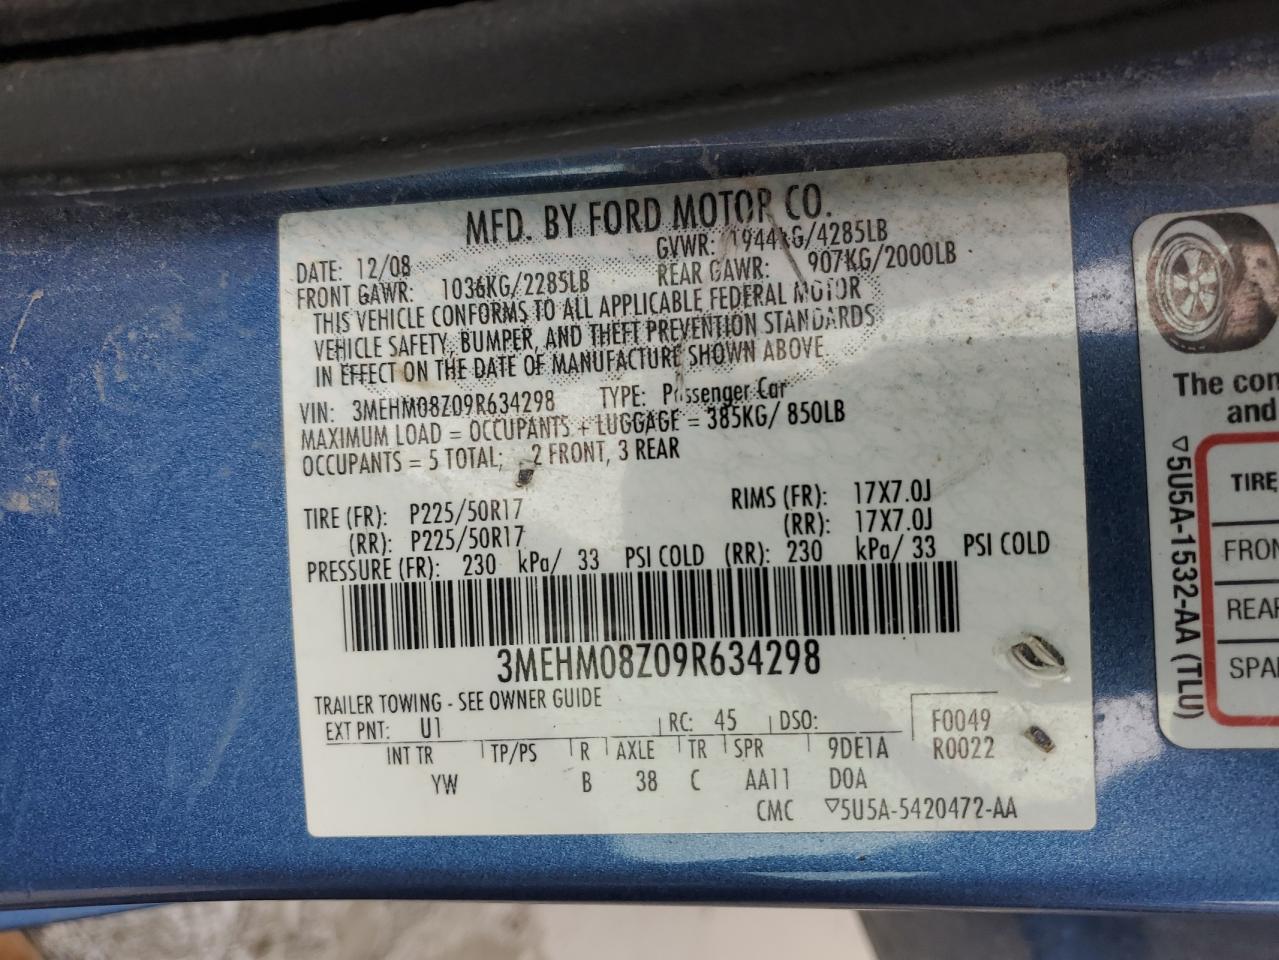 MFD. BY FORD MOTOR CO.
DATE: 12/08 GVWR: 1944KG/4285LB
FRONT GAWR: 1036KG/2285LB REAR GAWR: 907KG/2000LB
THIS VEHICLE CONFORMS TO ALL APPLICABLE FEDERAL MOTOR
VEHICLE SAFETY, BUMPER, AND THEFT PREVENTION STANDARDS
IN EFFECT ON THE DATE OF MANUFACTURE SHOWN ABOVE
VIN: 3MEHM08Z09R634298 TYPE: Passenger Car
MAXIMUM LOAD = OCCUPANTS + LUGGAGE = 385KG/ 850LB
OCCUPANTS = 5 TOTAL; 2 FRONT, 3 REAR
TIRE (FR): P225/50R17 RIMS (FR): 17X7.0J
(RR): P225/50R17 (RR): 17X7.0J
PRESSURE (FR): 230 kPa/ 33 PSI COLD (RR): 230 kPa/ 33 PSI COLD
3MEHM08Z09R634298
TRAILER TOWING - SEE OWNER GUIDE
EXT PNT: U1 RC: 45 DSO: F0049
INT TR TP/PS R AXLE TR SPR 9DE1A R0022
YW B 38 C AA11 D0A
CMC ▽5U5A-5420472-AA
The con
and
▽5U5A-1532-AA (TLU)
TIRE
FRON
REAR
SPA